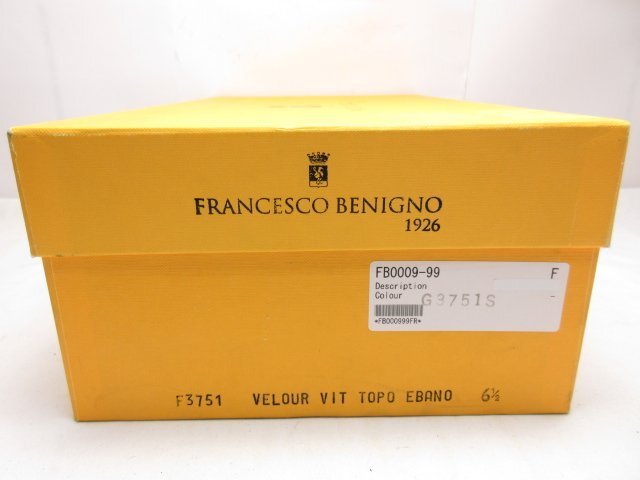 FRANCESCO BENIGNO
1926
FB0009-99 F
Description
Colour G3751S -
*FB000999FR*
F3751 VELOUR VIT TOPO EBANO 6½